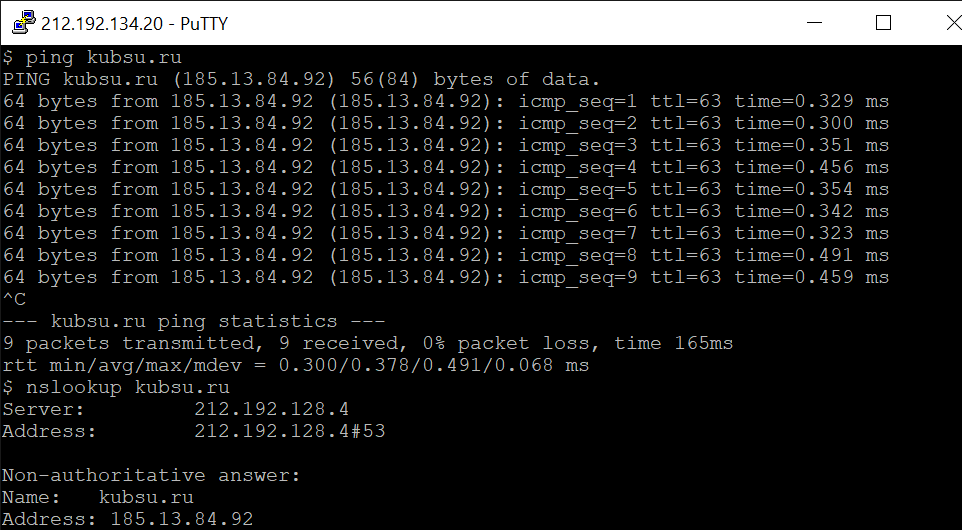 212.192.134.20 - PuTTY
$ ping kubsu.ru
PING kubsu.ru (185.13.84.92) 56(84) bytes of data.
64 bytes from 185.13.84.92 (185.13.84.92): icmp_seq=1 ttl=63 time=0.329 ms
64 bytes from 185.13.84.92 (185.13.84.92): icmp_seq=2 ttl=63 time=0.300 ms
64 bytes from 185.13.84.92 (185.13.84.92): icmp_seq=3 ttl=63 time=0.351 ms
64 bytes from 185.13.84.92 (185.13.84.92): icmp_seq=4 ttl=63 time=0.456 ms
64 bytes from 185.13.84.92 (185.13.84.92): icmp_seq=5 ttl=63 time=0.354 ms
64 bytes from 185.13.84.92 (185.13.84.92): icmp_seq=6 ttl=63 time=0.342 ms
64 bytes from 185.13.84.92 (185.13.84.92): icmp_seq=7 ttl=63 time=0.323 ms
64 bytes from 185.13.84.92 (185.13.84.92): icmp_seq=8 ttl=63 time=0.491 ms
64 bytes from 185.13.84.92 (185.13.84.92): icmp_seq=9 ttl=63 time=0.459 ms
^C
--- kubsu.ru ping statistics ---
9 packets transmitted, 9 received, 0% packet loss, time 165ms
rtt min/avg/max/mdev = 0.300/0.378/0.491/0.068 ms
$ nslookup kubsu.ru
Server:         212.192.128.4
Address:        212.192.128.4#53

Non-authoritative answer:
Name:   kubsu.ru
Address: 185.13.84.92